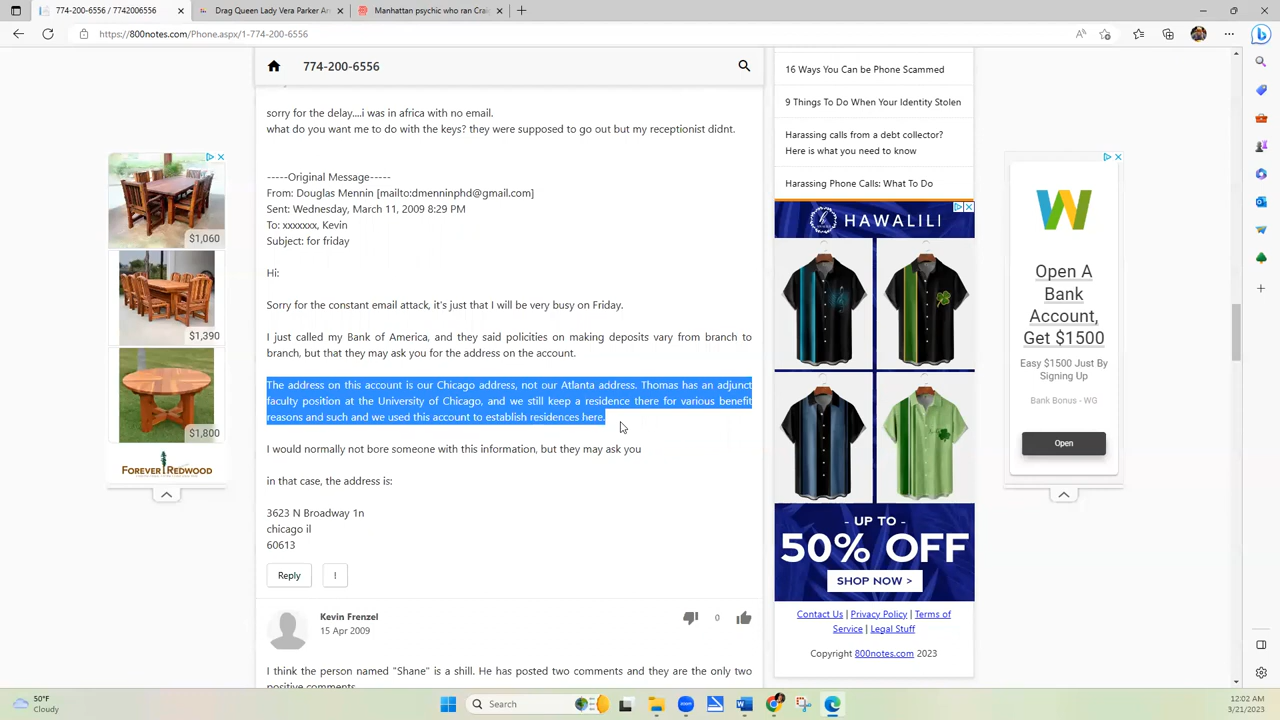 774-200-6556 / 7742006556
Drag Queen Lady Vera Parker Ar
Manhattan psychic who ran Crai
https://800notes.com/Phone.aspx/1-774-200-6556
774-200-6556
sorry for the delay....i was in africa with no email.
what do you want me to do with the keys? they were supposed to go out but my receptionist didnt.
-----Original Message-----
From: Douglas Mennin [mailto:dmenninphd@gmail.com]
Sent: Wednesday, March 11, 2009 8:29 PM
To: xxxxxxx, Kevin
Subject: for friday
Hi:
Sorry for the constant email attack, it's just that I will be very busy on Friday.
I just called my Bank of America, and they said policities on making deposits vary from branch to
branch, but that they may ask you for the address on the account.
The address on this account is our Chicago address, not our Atlanta address. Thomas has an adjunct
faculty position at the University of Chicago, and we still keep a residence there for various benefit
reasons and such and we used this account to establish residences here.
I would normally not bore someone with this information, but they may ask you
in that case, the address is:
3623 N Broadway 1n
chicago il
60613
Reply
!
Kevin Frenzel
15 Apr 2009
0
I think the person named "Shane" is a shill. He has posted two comments and they are the only two
positive comments.
16 Ways You Can be Phone Scammed
9 Things To Do When Your Identity Stolen
Harassing calls from a debt collector?
Here is what you need to know
Harassing Phone Calls: What To Do
HAWALILI
- UP TO -
50% OFF
SHOP NOW >
Contact Us | Privacy Policy | Terms of
Service | Legal Stuff
Copyright 800notes.com 2023
$1,060
$1,390
$1,800
FOREVER REDWOOD
W
Open A
Bank
Account,
Get $1500
Easy $1500 Just By
Signing Up
Bank Bonus - WG
Open
50°F
Cloudy
Search
zoom
12:02 AM
3/21/2023